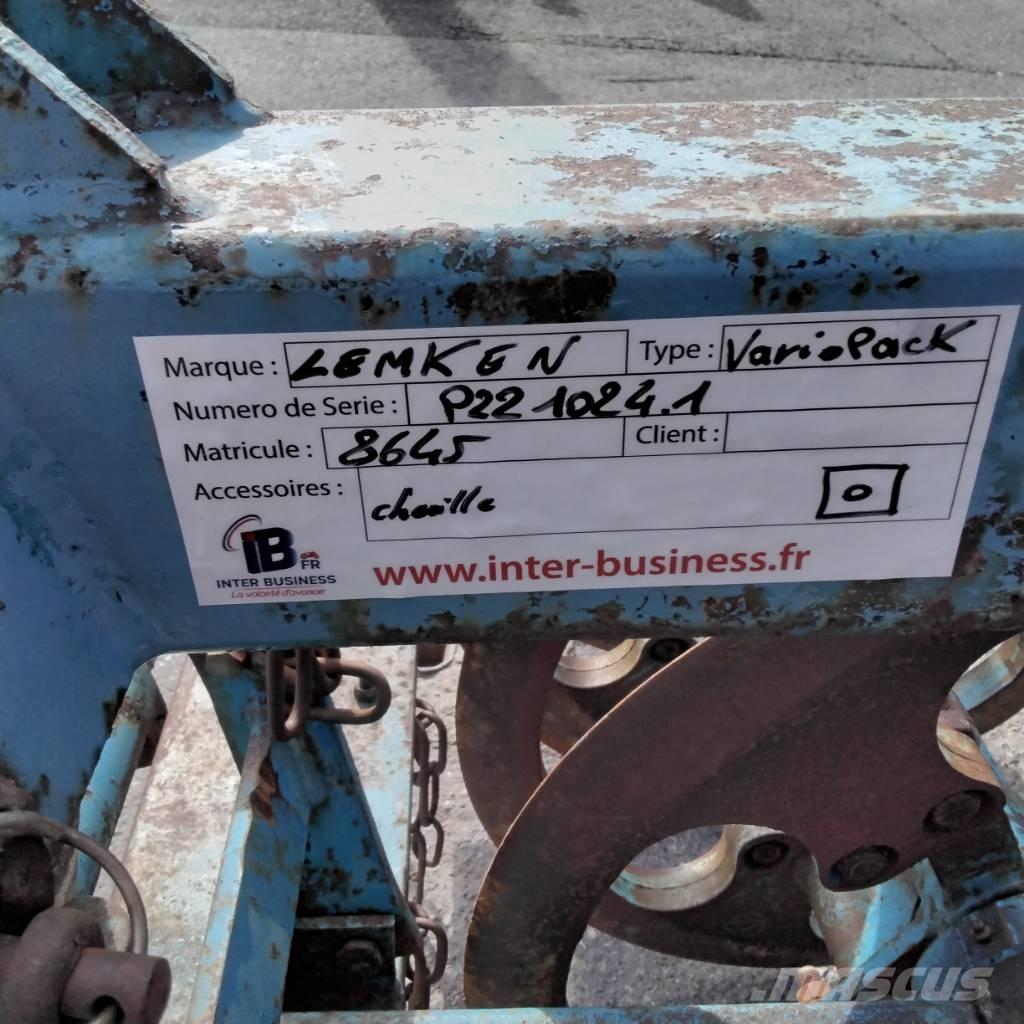 Marque : LEMKEN Type : VarioPack
Numero de Serie : P221024.1
Matricule : 8645 Client :
Accessoires : cheville
iB FR
INTER BUSINESS
La volonté d'avancer
www.inter-business.fr
MASCUS